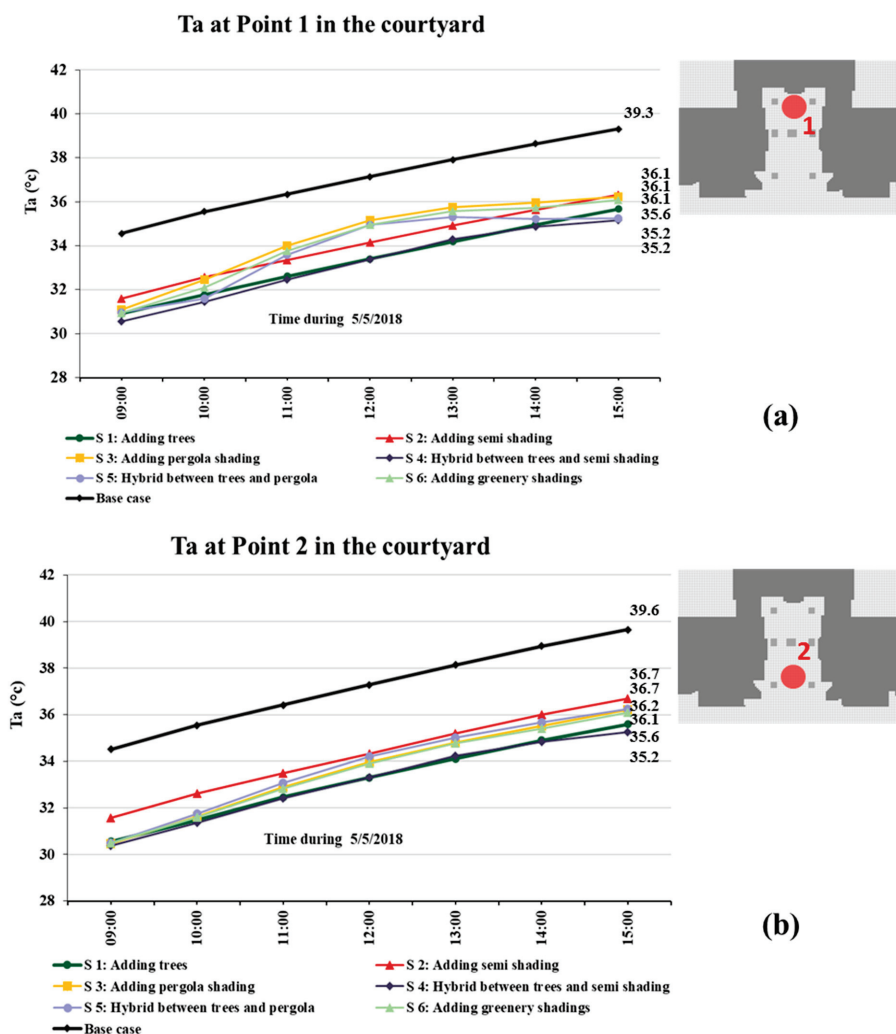 Ta at Point 1 in the courtyard
42
40
38
36
34
32
30
28
Ta (°c)
39.3
36.1
36.1
36.1
35.6
35.2
35.2
Time during 5/5/2018
09:00
10:00
11:00
12:00
13:00
14:00
15:00
1
(a)
S 1: Adding trees
S 2: Adding semi shading
S 3: Adding pergola shading
S 4: Hybrid between trees and semi shading
S 5: Hybrid between trees and pergola
S 6: Adding greenery shadings
Base case
Ta at Point 2 in the courtyard
42
40
38
36
34
32
30
28
Ta (°c)
39.6
36.7
36.7
36.2
36.1
35.6
35.2
Time during 5/5/2018
09:00
10:00
11:00
12:00
13:00
14:00
15:00
2
(b)
S 1: Adding trees
S 2: Adding semi shading
S 3: Adding pergola shading
S 4: Hybrid between trees and semi shading
S 5: Hybrid between trees and pergola
S 6: Adding greenery shadings
Base case